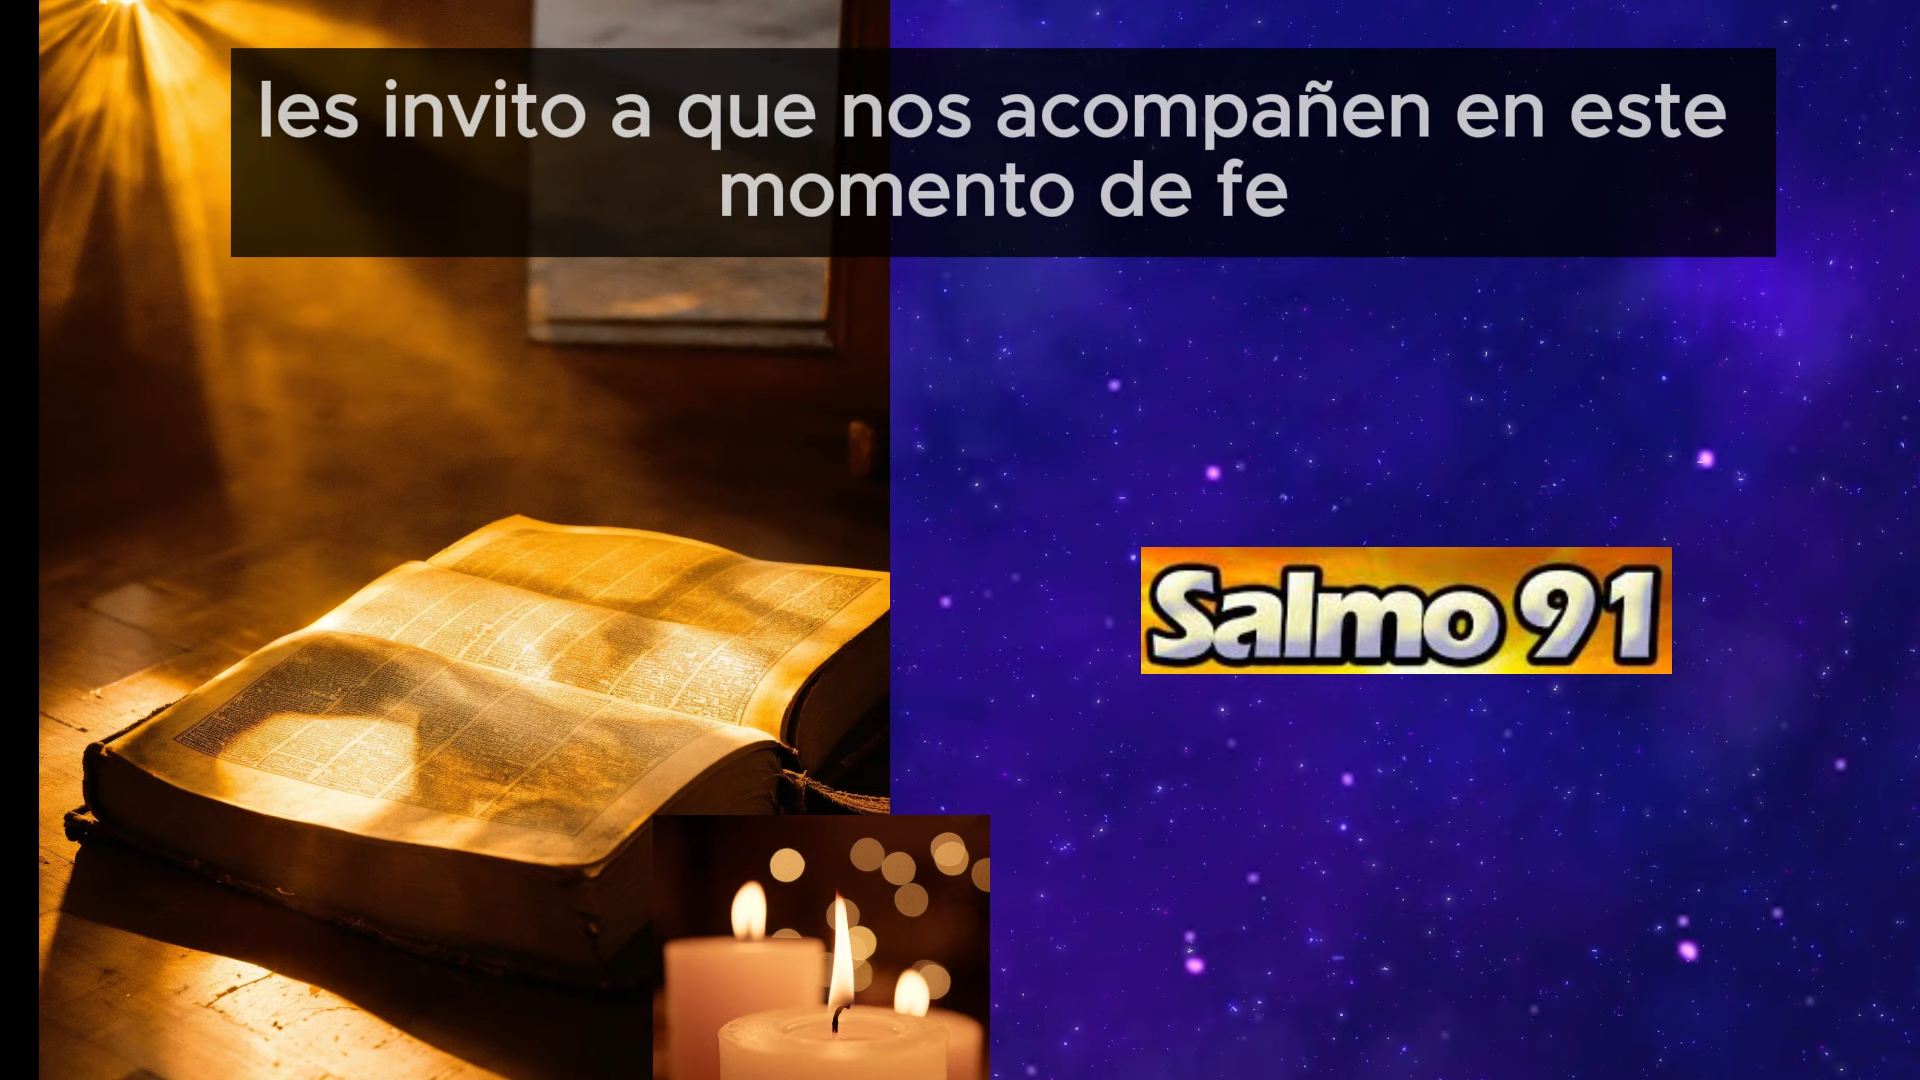 les invito a que nos acompañen en este
momento de fe
Salmo 91